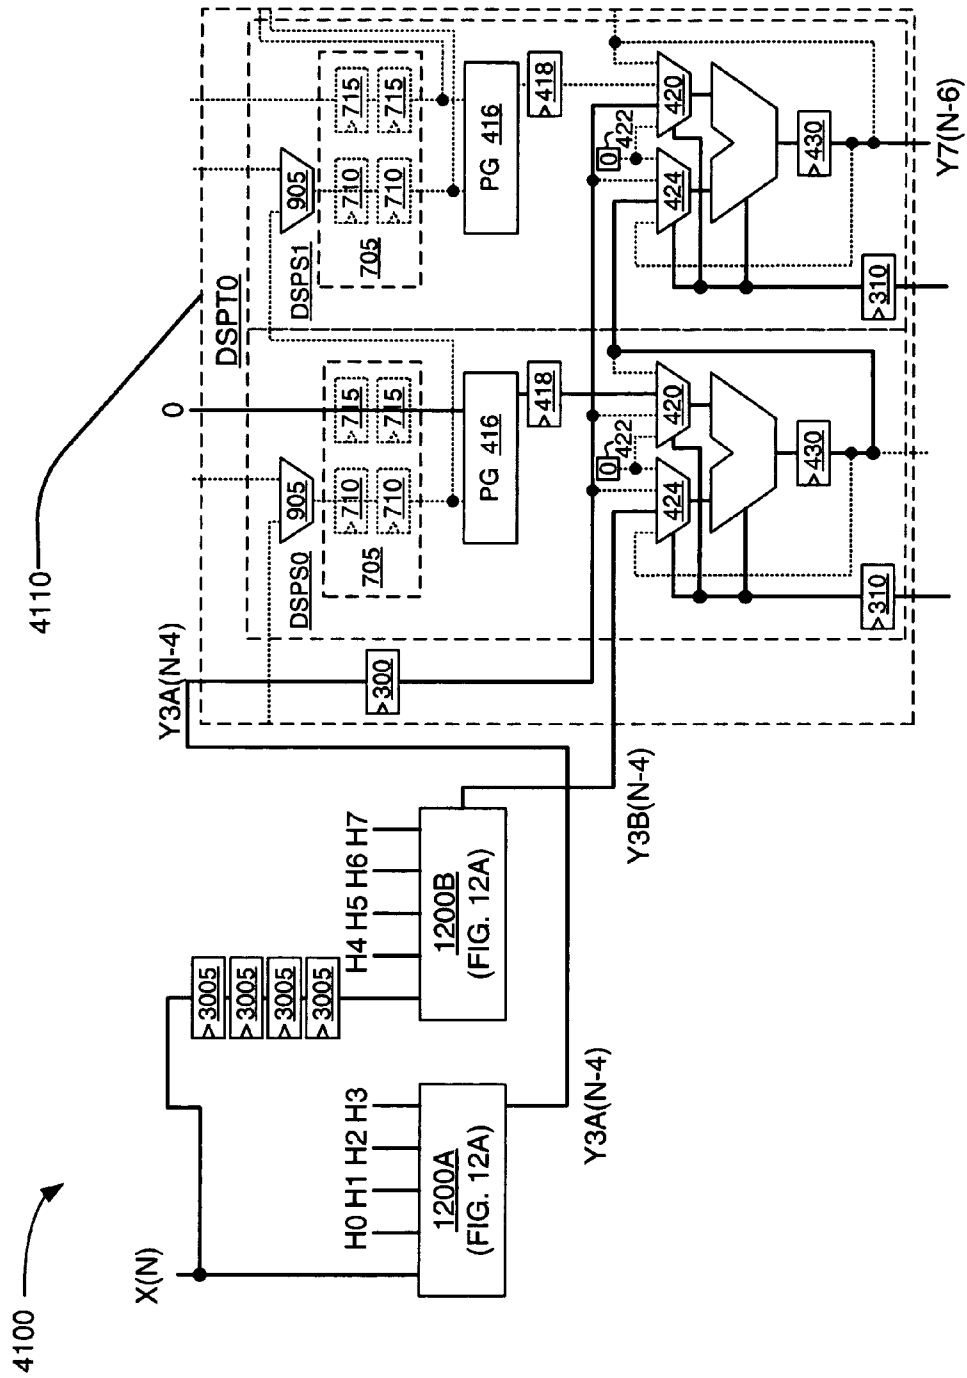 4100
X(N)
H0 H1 H2 H3
1200A
(FIG. 12A)
Y3A(N-4)
3005
3005
3005
3005
H4 H5 H6 H7
1200B
(FIG. 12A)
Y3B(N-4)
Y3A(N-4)
4110
DSPT0
300
0
DSPS0
905
705
710
710
715
715
PG 416
418
0
422
424
420
430
310
DSPS1
905
705
710
710
715
715
PG 416
418
0
422
424
420
430
310
Y7(N-6)